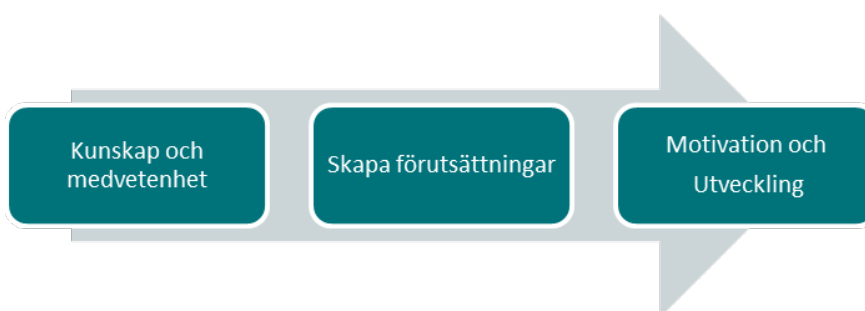 Kunskap och
medvetenhet
Skapa förutsättningar
Motivation och
Utveckling